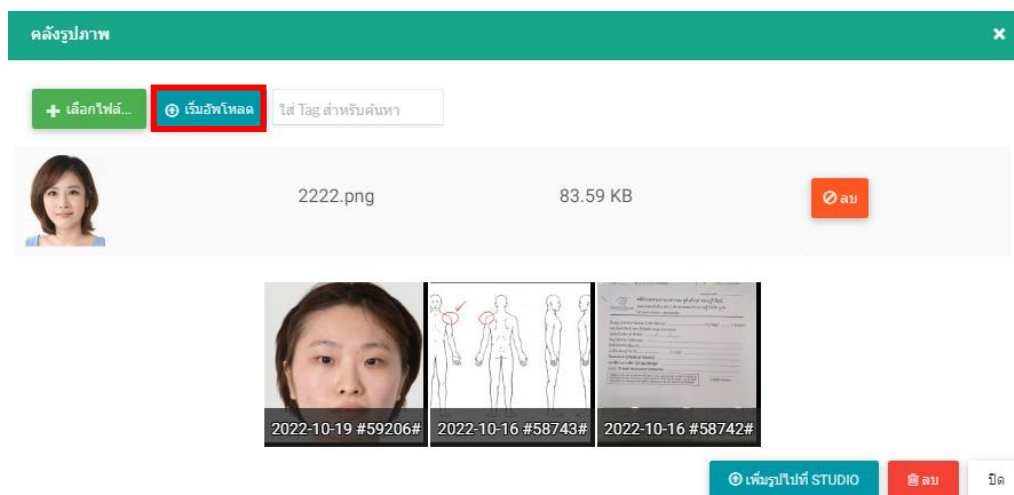 คลังรูปภาพ
เลือกไฟล์... เริ่มอัพโหลด ใส่ Tag สำหรับค้นหา
2222.png 83.59 KB ลบ
2022-10-19 #59206# 2022-10-16 #58743# 2022-10-16 #58742#
เพิ่มรูปไปที่ STUDIO ลบ ปิด